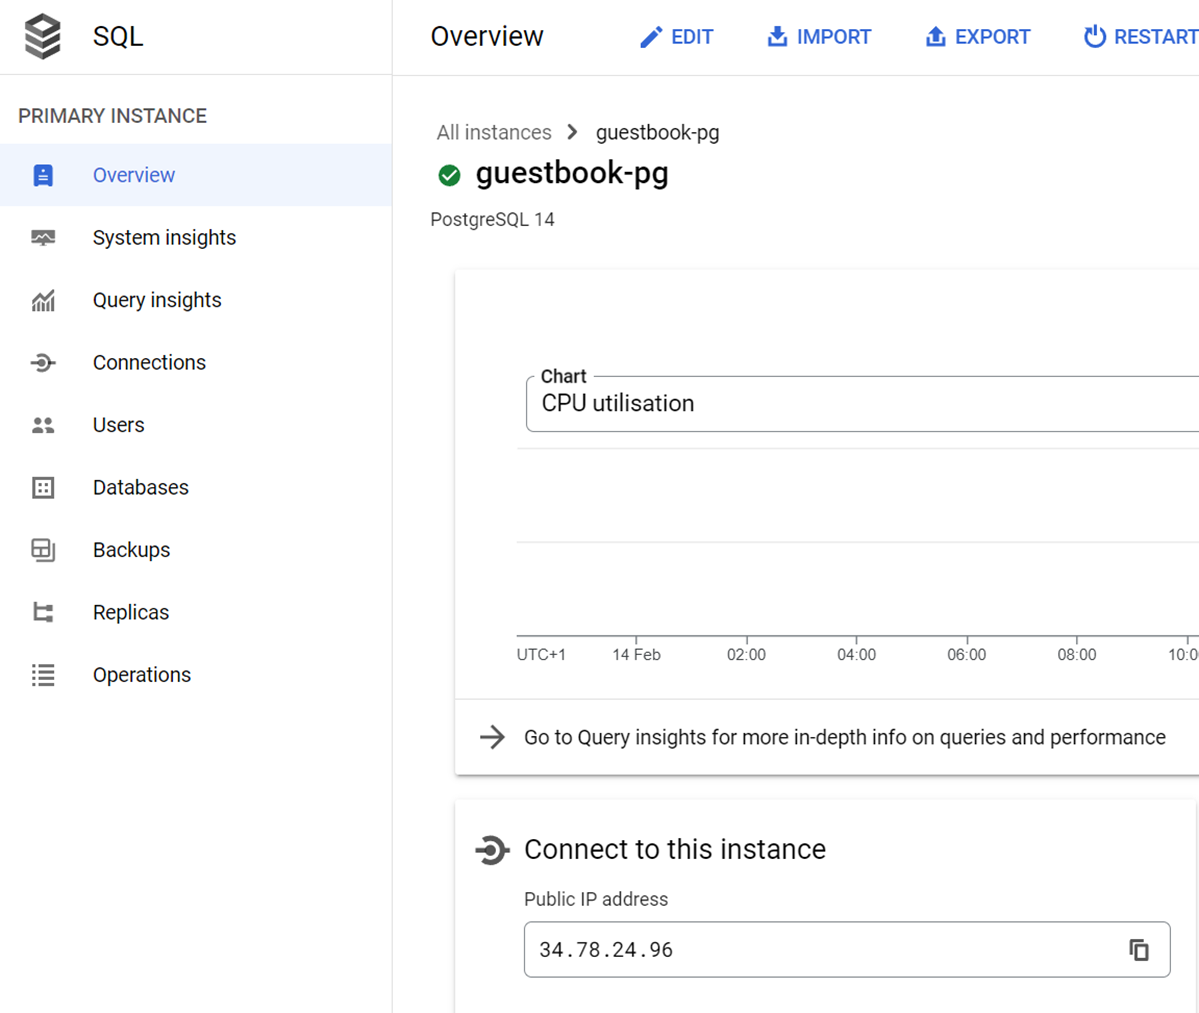 SQL
Overview
EDIT
IMPORT
EXPORT
RESTART
PRIMARY INSTANCE
Overview
System insights
Query insights
Connections
Users
Databases
Backups
Replicas
Operations
All instances
guestbook-pg
guestbook-pg
PostgreSQL 14
Chart
CPU utilisation
UTC+1 14 Feb 02:00 04:00 06:00 08:00 10:0
Go to Query insights for more in-depth info on queries and performance
Connect to this instance
Public IP address
34.78.24.96